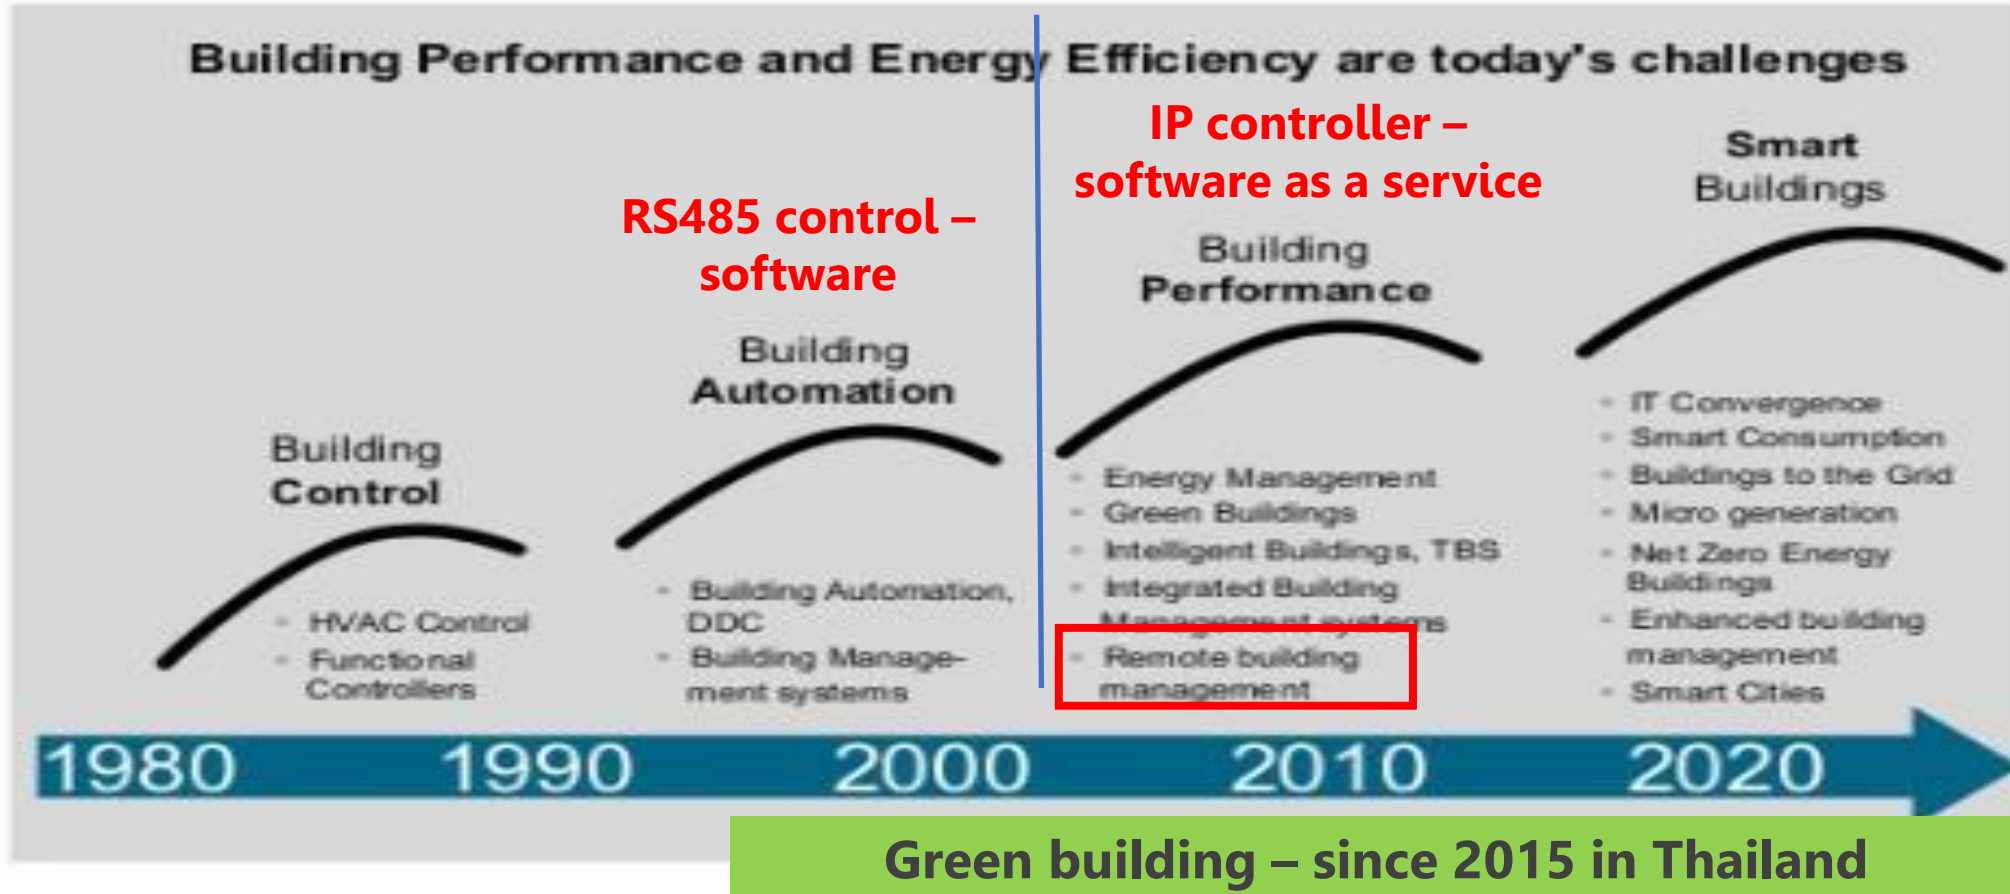 Building Performance and Energy Efficiency are today's challenges
RS485 control –
software
IP controller –
software as a service
Building
Control
- HVAC Control
- Functional
Controllers
Building
Automation
- Building Automation,
DDC
- Building Manage-
ment systems
Building
Performance
- Energy Management
- Green Buildings
- Intelligent Buildings, TBS
- Integrated Building
Management systems
- Remote building
management
Smart
Buildings
- IT Convergence
- Smart Consumption
- Buildings to the Grid
- Micro generation
- Net Zero Energy
Buildings
- Enhanced building
management
- Smart Cities
1980 1990 2000 2010 2020
Green building – since 2015 in Thailand